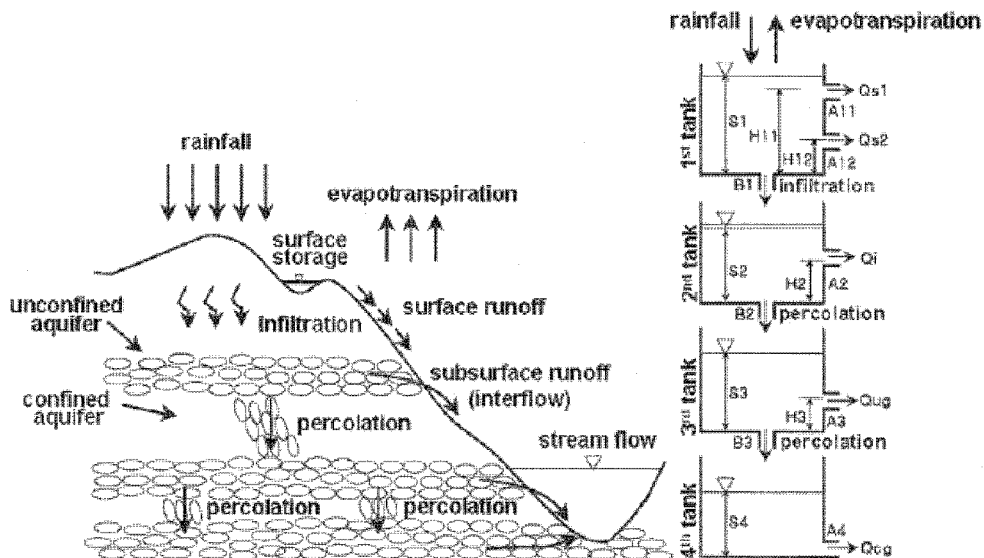 rainfall
evapotranspiration
surface
storage
surface runoff
unconfined
aquifer
infiltration
subsurface runoff
(interflow)
confined
aquifer
percolation
stream flow
percolation
percolation
rainfall
evapotranspiration
1st tank
S1
H11
H12
Qs1
A11
Qs2
A12
B1
infiltration
2nd tank
S2
H2
Qi
A2
B2
percolation
3rd tank
S3
H3
Qug
A3
B3
percolation
4th tank
S4
A4
Qcg